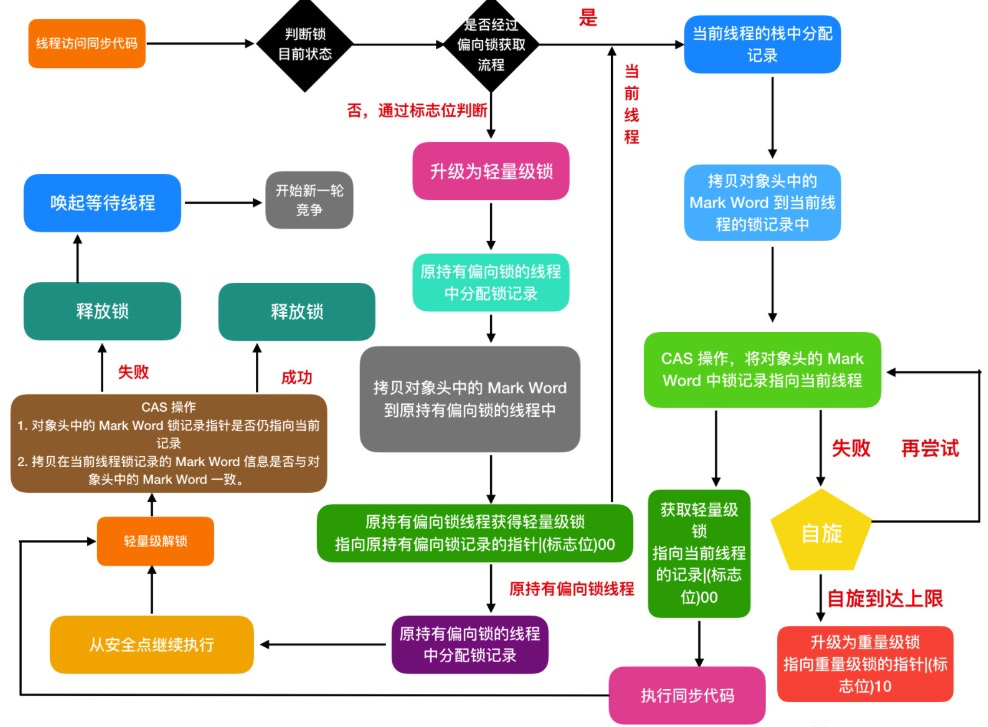 线程访问同步代码
判断锁
目前状态
是否经过
偏向锁获取
流程
是
当前线程的栈中分配
记录
否，通过标志位判断
当
前
线
程
升级为轻量级锁
拷贝对象头中的
Mark Word 到当前线
程的锁记录中
唤起等待线程
开始新一轮
竞争
原持有偏向锁的线程
中分配锁记录
释放锁
释放锁
CAS 操作，将对象头的 Mark
Word 中锁记录指向当前线程
失败
成功
拷贝对象头中的 Mark Word
到原持有偏向锁的线程中
CAS 操作
1. 对象头中的 Mark Word 锁记录指针是否仍指向当前
记录
2. 拷贝在当前线程锁记录的 Mark Word 信息是否与对
象头中的 Mark Word 一致。
失败
再尝试
轻量级解锁
原持有偏向锁线程获得轻量级锁
指向原持有偏向锁记录的指针|(标志位)00
获取轻量级
锁
指向当前线程
的记录|(标志
位)00
自旋
原持有偏向锁线程
自旋到达上限
从安全点继续执行
原持有偏向锁的线程
中分配锁记录
升级为重量级锁
指向重量级锁的指针|(标
志位)10
执行同步代码